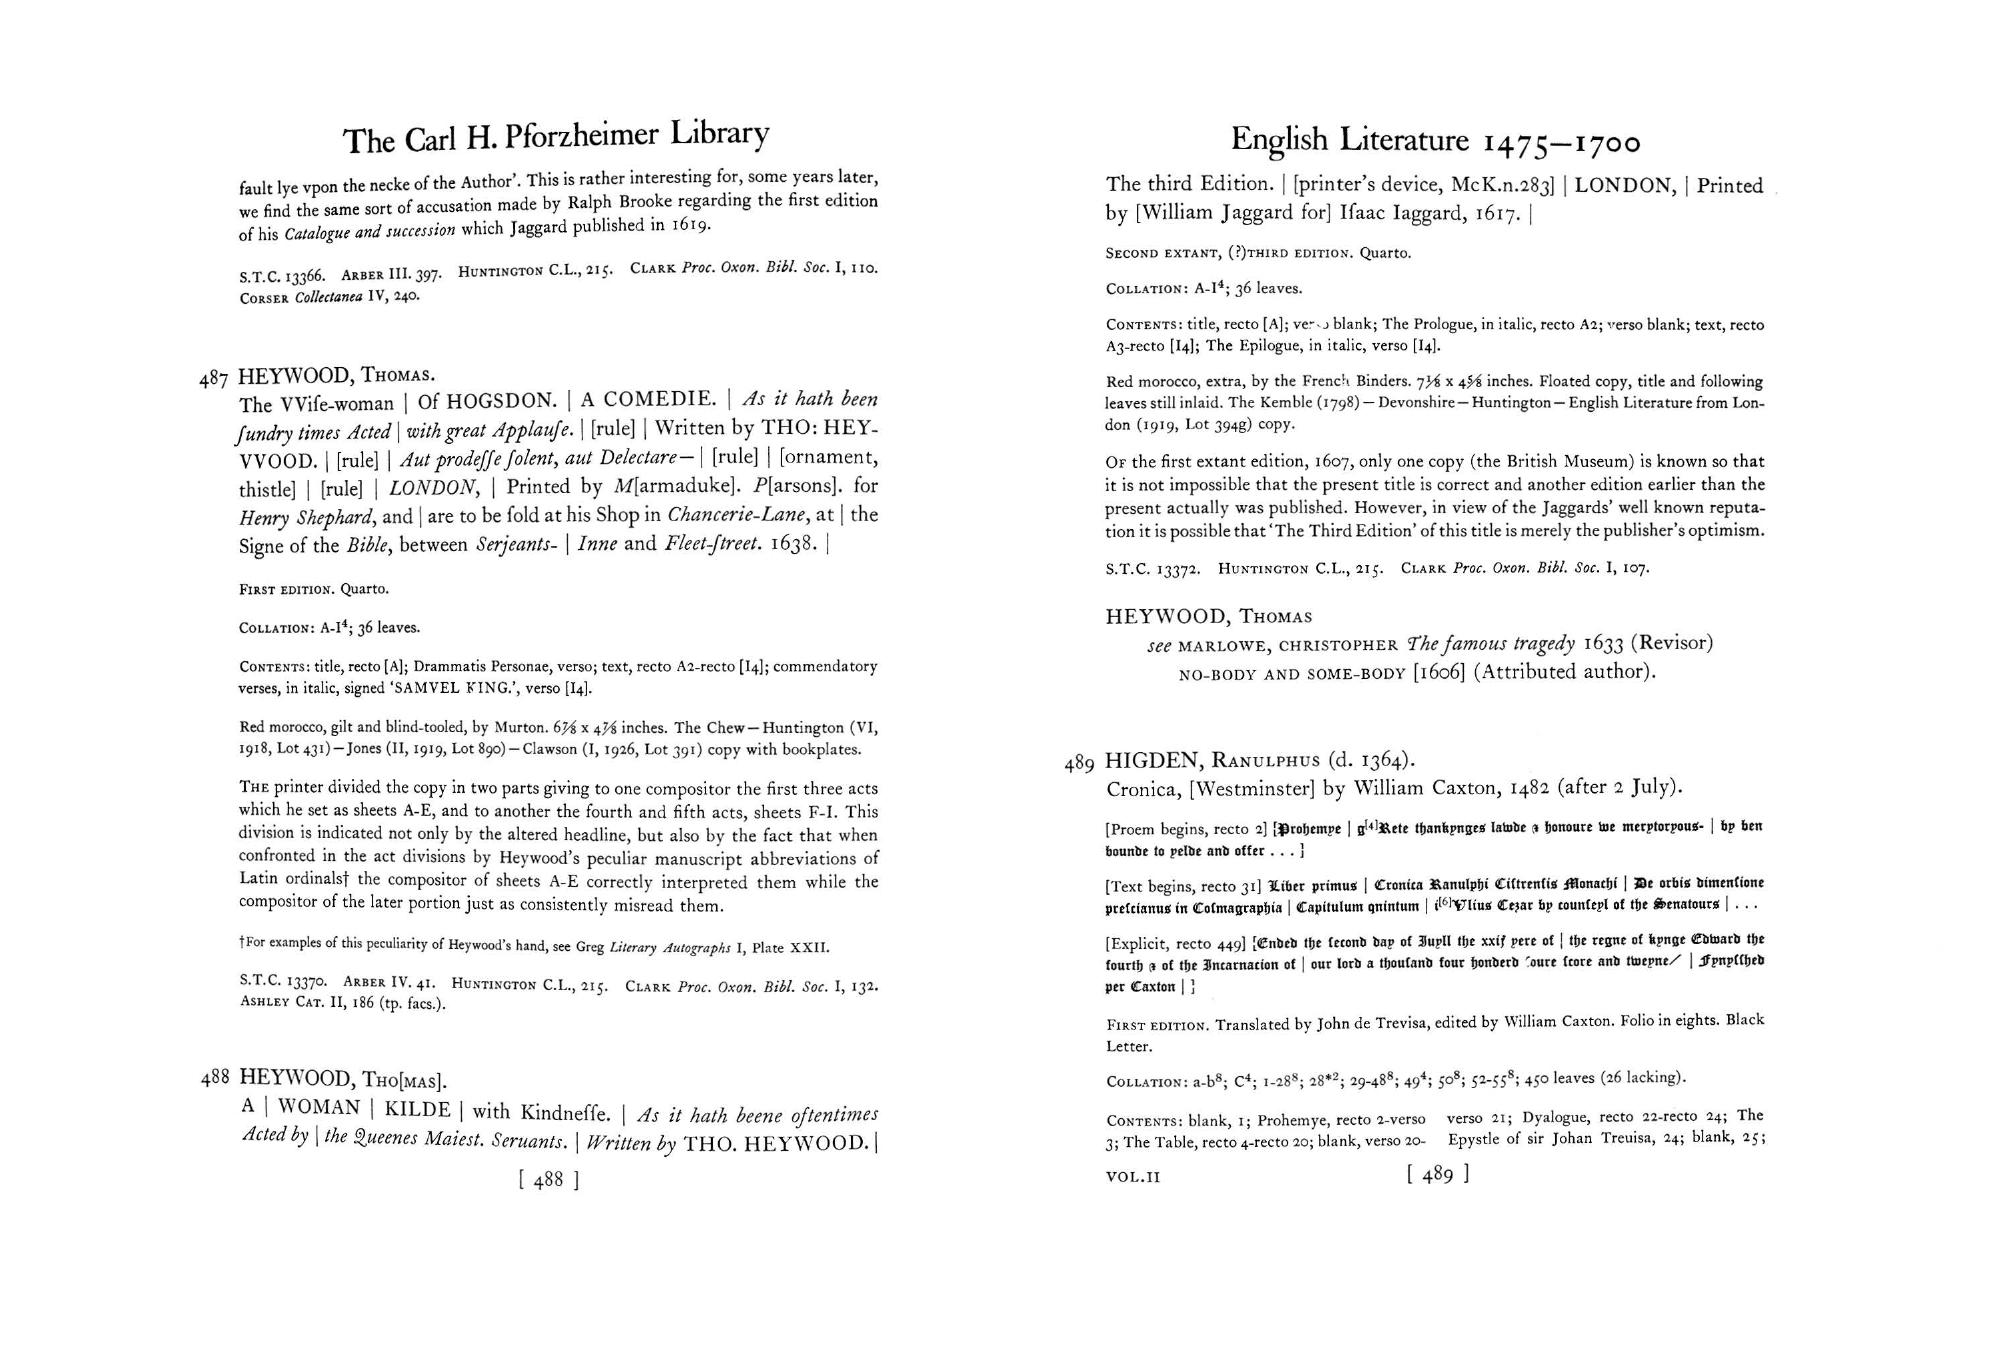 The Carl H. Pforzheimer Library
fault lye vpon the necke of the Author'. This is rather interesting for, some years later,
we find the same sort of accusation made by Ralph Brooke regarding the first edition
of his Catalogue and succession which Jaggard published in 1619.
S.T.C. 13366. ARBER III. 397. HUNTINGTON C.L., 215. CLARK Proc. Oxon. Bibl. Soc. I, 110.
CORSER Collectanea IV, 240.
487 HEYWOOD, THOMAS.
The VViſe-woman | Of HOGSDON. | A COMEDIE. | As it hath been
ſundry times Acted | with great Applauſe. | [rule] | Written by THO: HEY-
VVOOD. | [rule] | Aut prodeſſe ſolent, aut Delectare— | [rule] | [ornament,
thistle] | [rule] | LONDON, | Printed by M[armaduke]. P[arsons]. for
Henry Shephard, and | are to be ſold at his Shop in Chancerie-Lane, at | the
Signe of the Bible, between Serjeants- | Inne and Fleet-ſtreet. 1638. |
FIRST EDITION. Quarto.
COLLATION: A-I⁴; 36 leaves.
CONTENTS: title, recto [A]; Drammatis Personae, verso; text, recto A2-recto [I4]; commendatory
verses, in italic, signed 'SAMVEL KING.', verso [I4].
Red morocco, gilt and blind-tooled, by Murton. 6⅞ x 4⅞ inches. The Chew—Huntington (VI,
1918, Lot 431)—Jones (II, 1919, Lot 890)—Clawson (I, 1926, Lot 391) copy with bookplates.
THE printer divided the copy in two parts giving to one compositor the first three acts
which he set as sheets A-E, and to another the fourth and fifth acts, sheets F-I. This
division is indicated not only by the altered headline, but also by the fact that when
confronted in the act divisions by Heywood's peculiar manuscript abbreviations of
Latin ordinals† the compositor of sheets A-E correctly interpreted them while the
compositor of the later portion just as consistently misread them.
†For examples of this peculiarity of Heywood's hand, see Greg Literary Autographs I, Plate XXII.
S.T.C. 13370. ARBER IV. 41. HUNTINGTON C.L., 215. CLARK Proc. Oxon. Bibl. Soc. I, 132.
ASHLEY CAT. II, 186 (tp. facs.).
488 HEYWOOD, THO[MAS].
A | WOMAN | KILDE | with Kindneſſe. | As it hath beene oftentimes
Acted by | the Queenes Maiest. Seruants. | Written by THO. HEYWOOD. |
[ 488 ]
English Literature 1475—1700
The third Edition. | [printer's device, McK.n.283] | LONDON, | Printed
by [William Jaggard for] Iſaac Iaggard, 1617. |
SECOND EXTANT, (?)THIRD EDITION. Quarto.
COLLATION: A-I⁴; 36 leaves.
CONTENTS: title, recto [A]; verso blank; The Prologue, in italic, recto A2; verso blank; text, recto
A3-recto [I4]; The Epilogue, in italic, verso [I4].
Red morocco, extra, by the French Binders. 7⅛ x 4⅝ inches. Floated copy, title and following
leaves still inlaid. The Kemble (1798)—Devonshire—Huntington—English Literature from Lon-
don (1919, Lot 394g) copy.
OF the first extant edition, 1607, only one copy (the British Museum) is known so that
it is not impossible that the present title is correct and another edition earlier than the
present actually was published. However, in view of the Jaggards' well known reputa-
tion it is possible that 'The Third Edition' of this title is merely the publisher's optimism.
S.T.C. 13372. HUNTINGTON C.L., 215. CLARK Proc. Oxon. Bibl. Soc. I, 107.
HEYWOOD, THOMAS
see MARLOWE, CHRISTOPHER The famous tragedy 1633 (Revisor)
NO-BODY AND SOME-BODY [1606] (Attributed author).
489 HIGDEN, RANULPHUS (d. 1364).
Cronica, [Westminster] by William Caxton, 1482 (after 2 July).
[Proem begins, recto 2] [Prohemye | g[4]Rete thankynges lawde ⁊ honoure we merytoryous- | by ben
bounde to yelde and offer . . . ]
[Text begins, recto 31] Liber primus | Cronica Ranulphi Ciſtrenſis Monachi | De orbis dimenſione
preſcianus in Coſmagraphia | Capitulum qnintum | i[6]Vlius Cezar by counſeyl of the Senatours | . . .
[Explicit, recto 449] [Ended the ſecond day of Juyll the xxij yere of | the regne of kynge Edward the
fourth ⁊ of the Incarnacion of | our lord a thouſand four honderd foure ſcore and tweyne/ | Fynyſſhed
per Caxton | ]
FIRST EDITION. Translated by John de Trevisa, edited by William Caxton. Folio in eights. Black
Letter.
COLLATION: a-b⁸; C⁴; 1-28⁸; 28*²; 29-48⁸; 49⁴; 50⁸; 52-55⁸; 450 leaves (26 lacking).
CONTENTS: blank, 1; Prohemye, recto 2-verso
3; The Table, recto 4-recto 20; blank, verso 20-
verso 21; Dyalogue, recto 22-recto 24; The
Epystle of sir Johan Treuisa, 24; blank, 25;
VOL.II
[ 489 ]